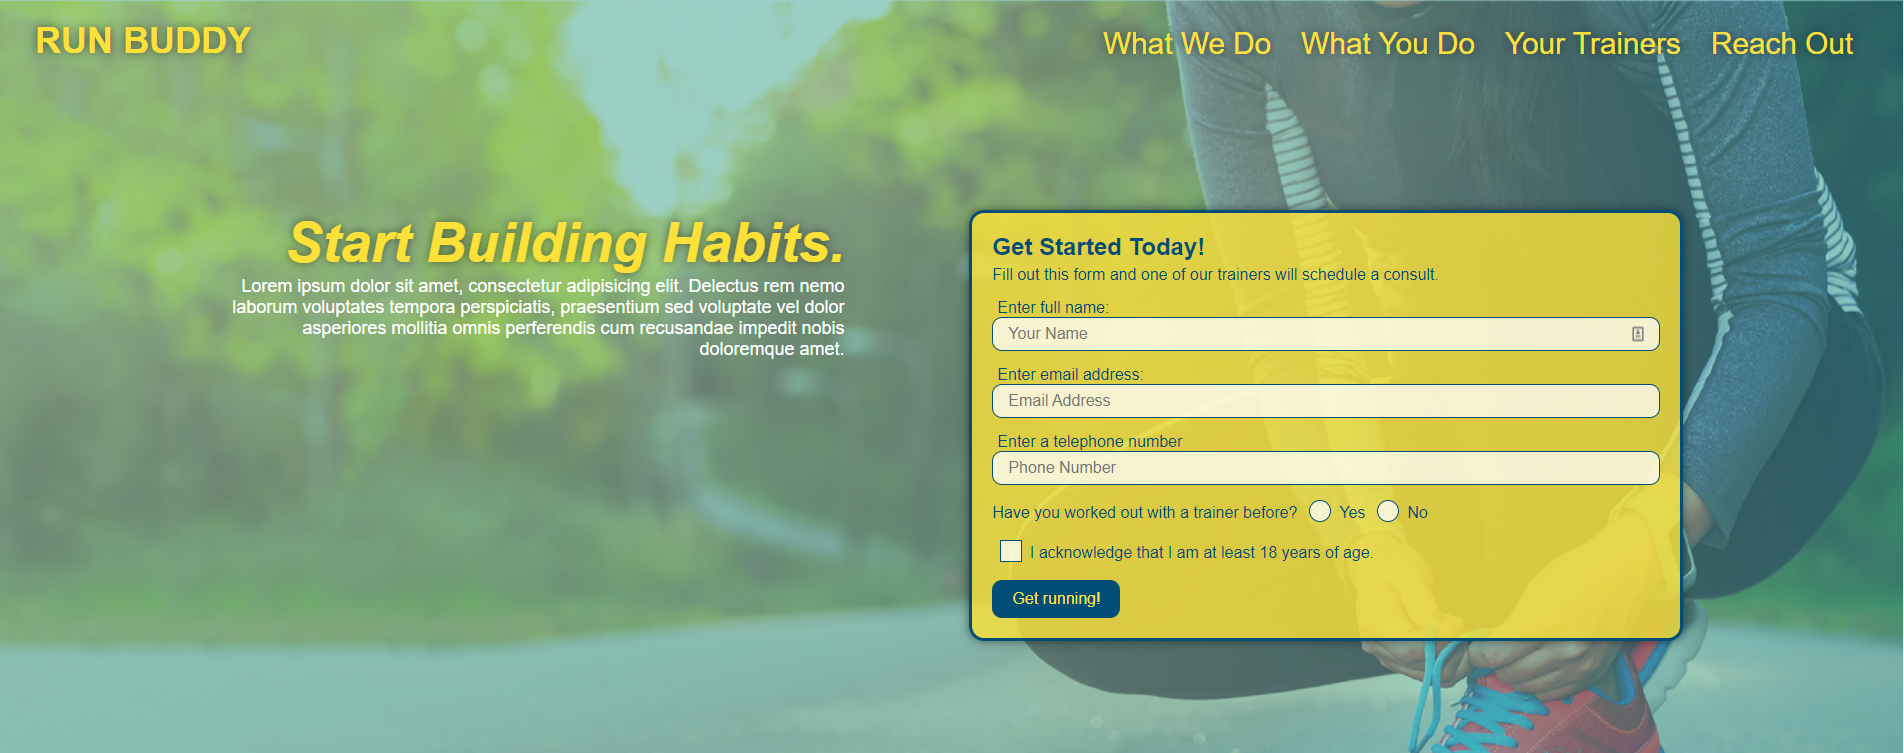 RUN BUDDY
What We Do What You Do Your Trainers Reach Out
Start Building Habits.
Lorem ipsum dolor sit amet, consectetur adipisicing elit. Delectus rem nemo
laborum voluptates tempora perspiciatis, praesentium sed voluptate vel dolor
asperiores mollitia omnis perferendis cum recusandae impedit nobis
doloremque amet.
Get Started Today!
Fill out this form and one of our trainers will schedule a consult.
Enter full name:
Your Name
Enter email address:
Email Address
Enter a telephone number
Phone Number
Have you worked out with a trainer before? Yes No
I acknowledge that I am at least 18 years of age.
Get running!